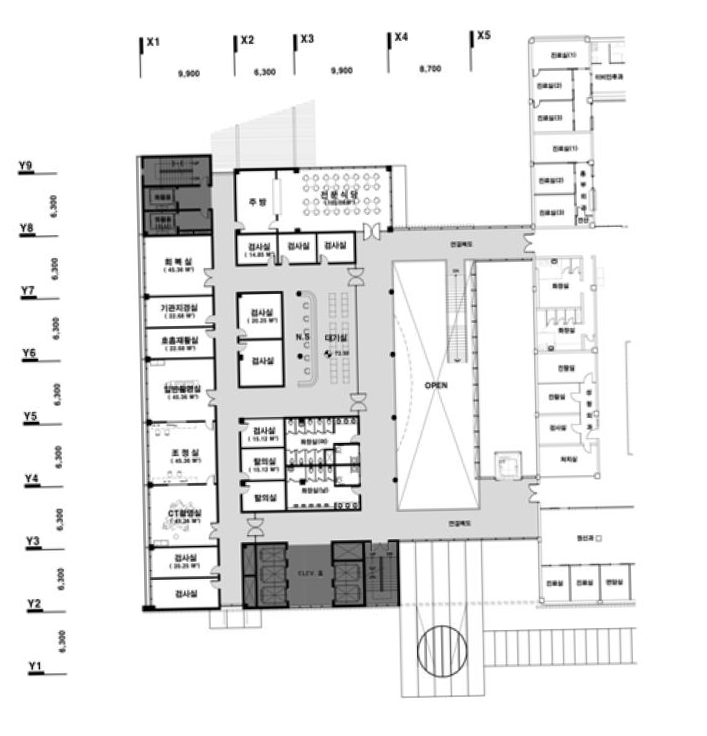 X1
X2
X3
X4
X5
9,900
6,300
9,900
8,700
진료실(1)
진료실(2)
진료실(3)
진료실(1)
진료실(2)
진료실(3)
Y9
6,300
Y8
6,300
Y7
6,300
Y6
6,300
Y5
6,300
Y4
6,300
Y3
6,300
Y2
6,300
Y1
주 방
전 문 식 당
검사실
( 14.85 M²)
검사실
검사실
연결복도
회 복 실
( 45.36 M²)
기관지경실
( 22.68 M²)
호흡재활실
( 22.68 M²)
일반촬영실
( 45.36 M²)
조 정 실
( 45.36 M²)
CT촬영실
검사실
( 20.25 M²)
검사실
검사실
( 20.25 M²)
검사실
N.S
대기실
OPEN
검사실
( 15.12 M²)
탈의실
( 15.12 M²)
탈의실
화장실(여)
화장실(남)
ELEV. 홀
연결복도
화장실
화장실
진찰실
진찰실
검사실
처치실
정신과
진료실
진료실
면담실